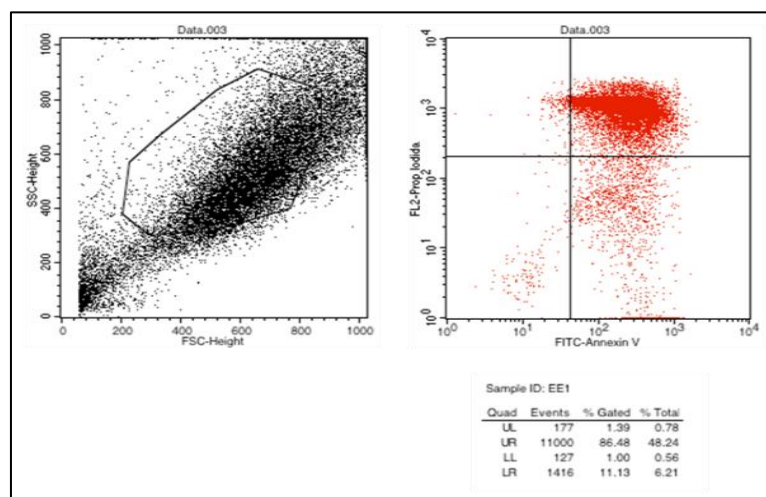 Data.003
1000
800
600
400
200
0
SSC-Height
0 200 400 600 800 1000
FSC-Height
Data.003
10^4
10^3
10^2
10^1
10^0
FL2-Prop Iodida
10^0 10^1 10^2 10^3 10^4
FITC-Annexin V
Sample ID: EE1
Quad Events % Gated % Total
UL 177 1.39 0.78
UR 11000 86.48 48.24
LL 127 1.00 0.56
LR 1416 11.13 6.21